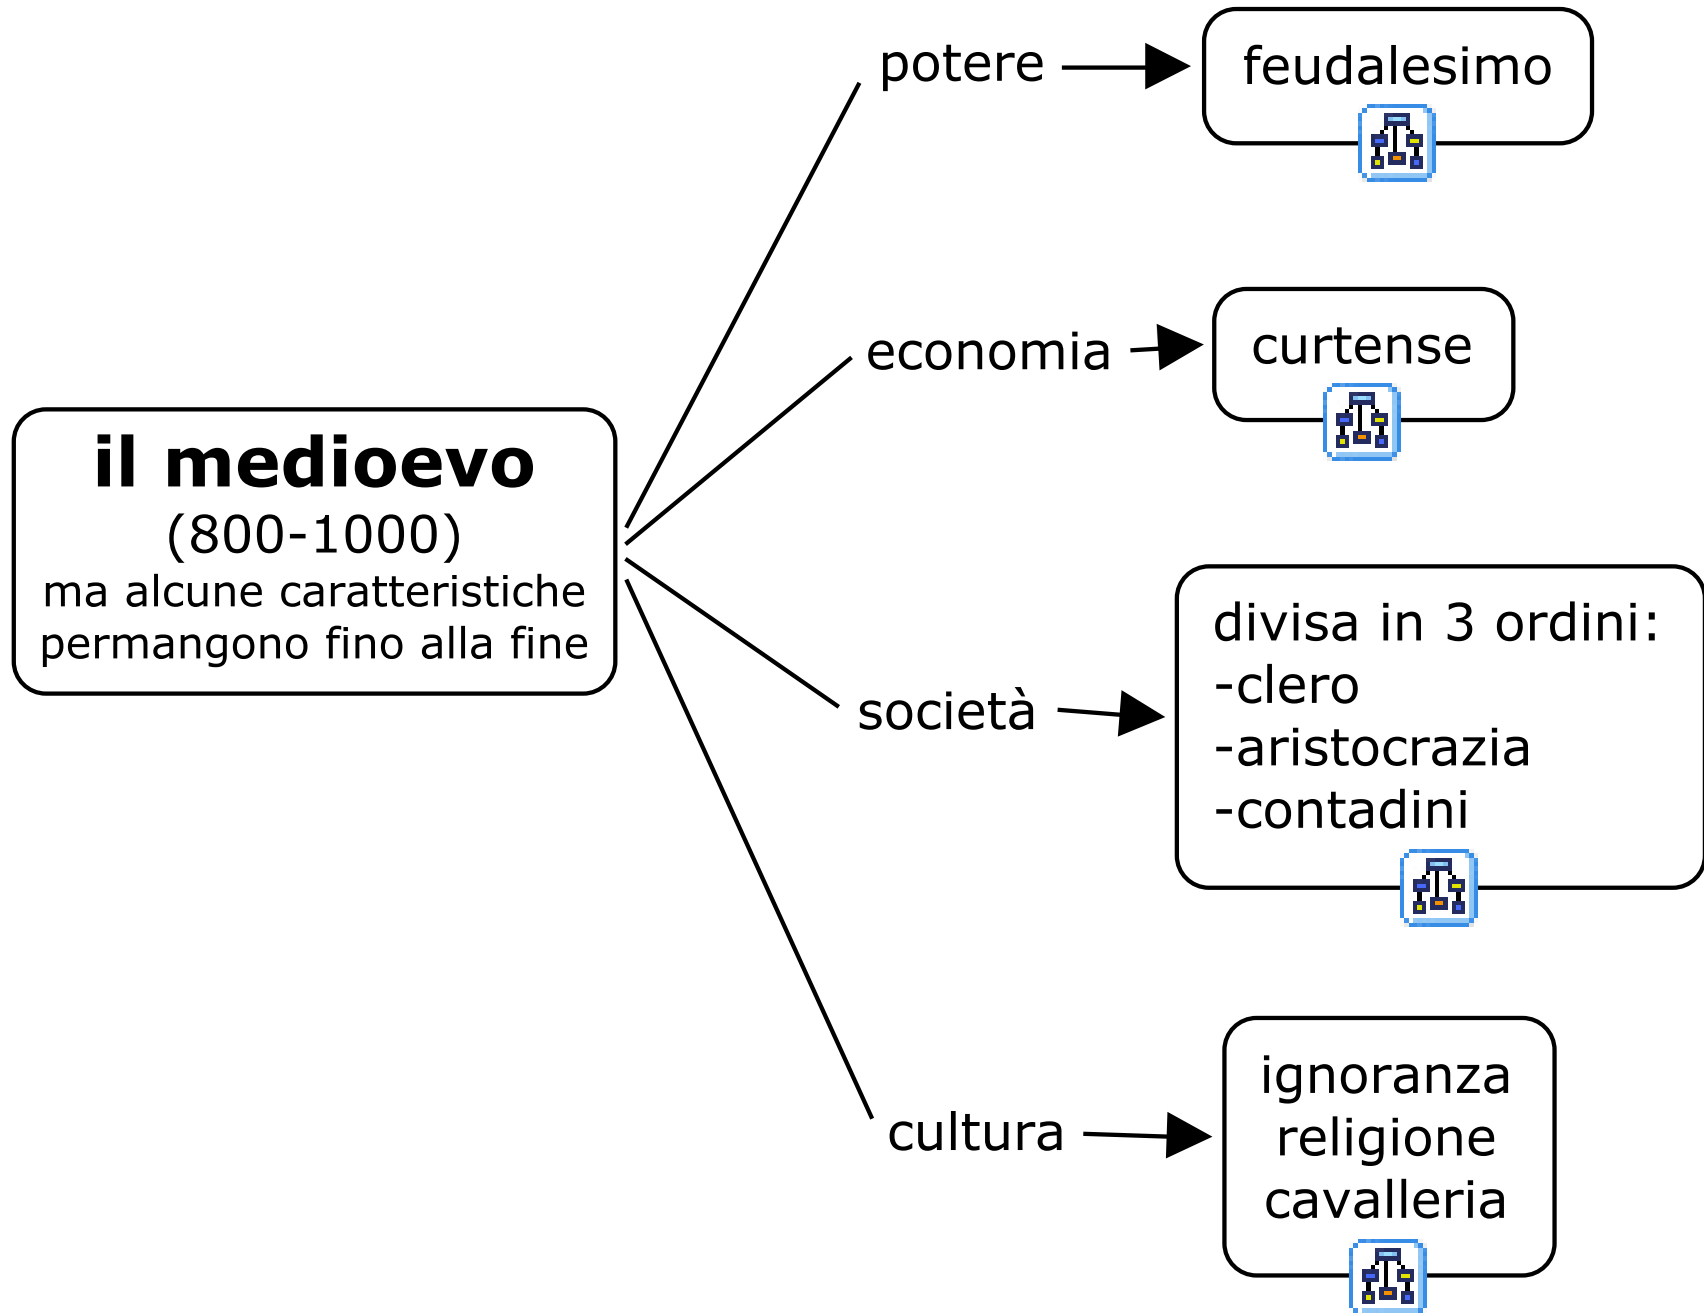 il medioevo
(800-1000)
ma alcune caratteristiche
permangono fino alla fine
potere
feudalesimo
economia
curtense
società
divisa in 3 ordini:
-clero
-aristocrazia
-contadini
cultura
ignoranza
religione
cavalleria